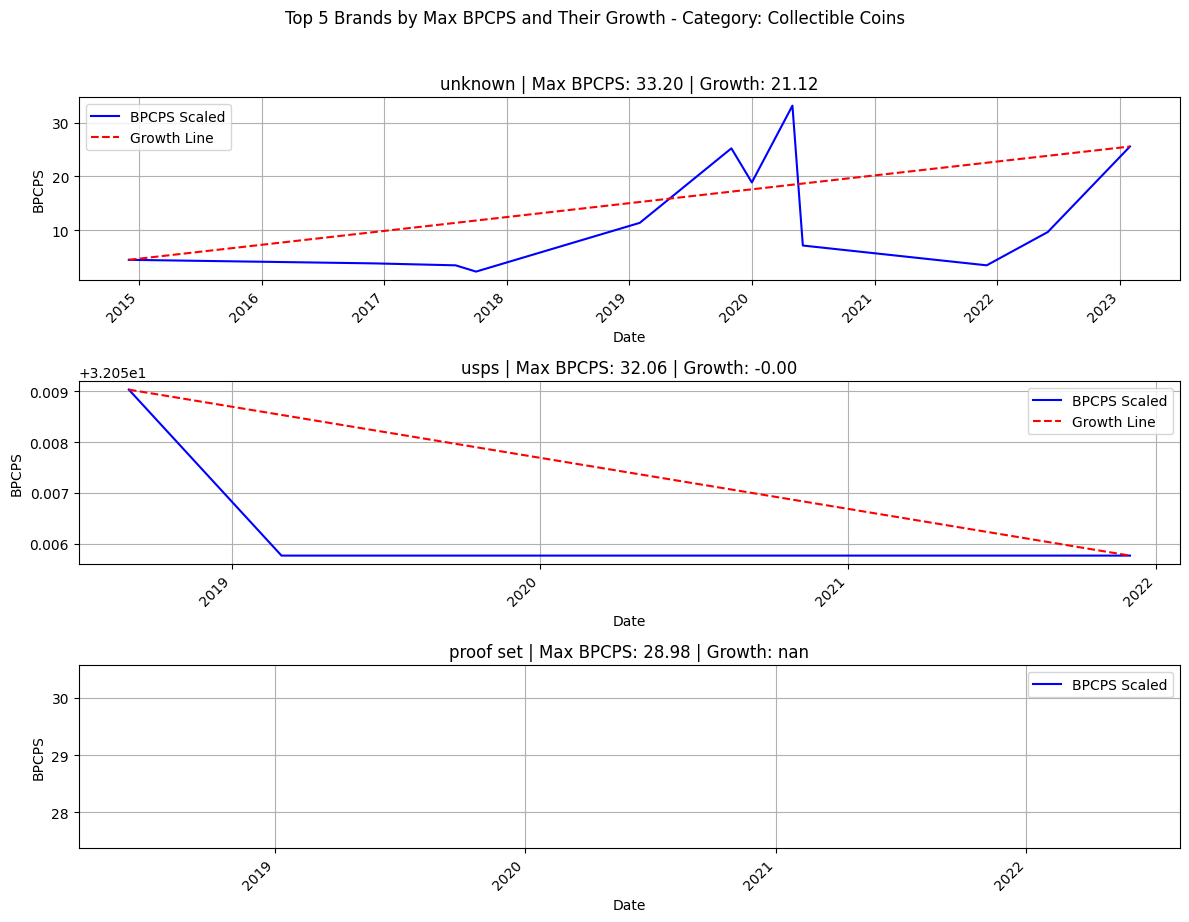 Top 5 Brands by Max BPCPS and Their Growth - Category: Collectible Coins
unknown | Max BPCPS: 33.20 | Growth: 21.12
BPCPS Scaled
Growth Line
30
20
10
BPCPS
2015 2016 2017 2018 2019 2020 2021 2022 2023
Date
usps | Max BPCPS: 32.06 | Growth: -0.00
+3.205e1
BPCPS Scaled
Growth Line
0.009
0.008
0.007
0.006
BPCPS
2019 2020 2021 2022
Date
proof set | Max BPCPS: 28.98 | Growth: nan
BPCPS Scaled
30
29
28
BPCPS
2019 2020 2021 2022
Date